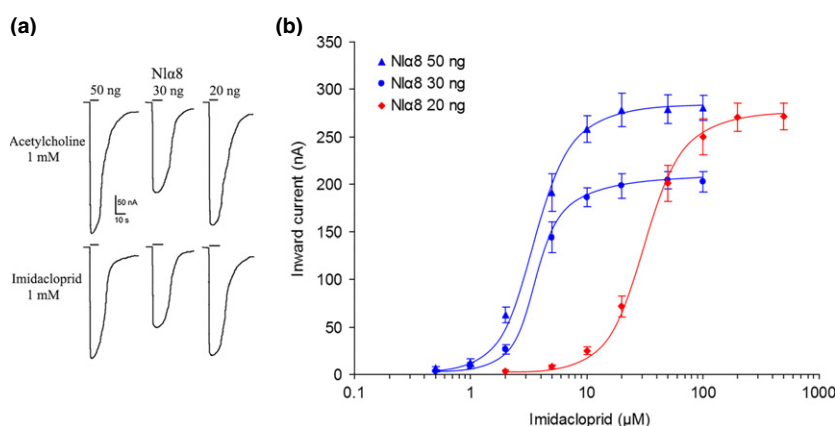 (a)
Nlα8
50 ng 30 ng 20 ng
Acetylcholine
1 mM
50 nA
10 s
Imidacloprid
1 mM
(b)
350
300
250
200
150
100
50
0
Inward current (nA)
Nlα8 50 ng
Nlα8 30 ng
Nlα8 20 ng
0.1 1 10 100 1000
Imidacloprid (µM)